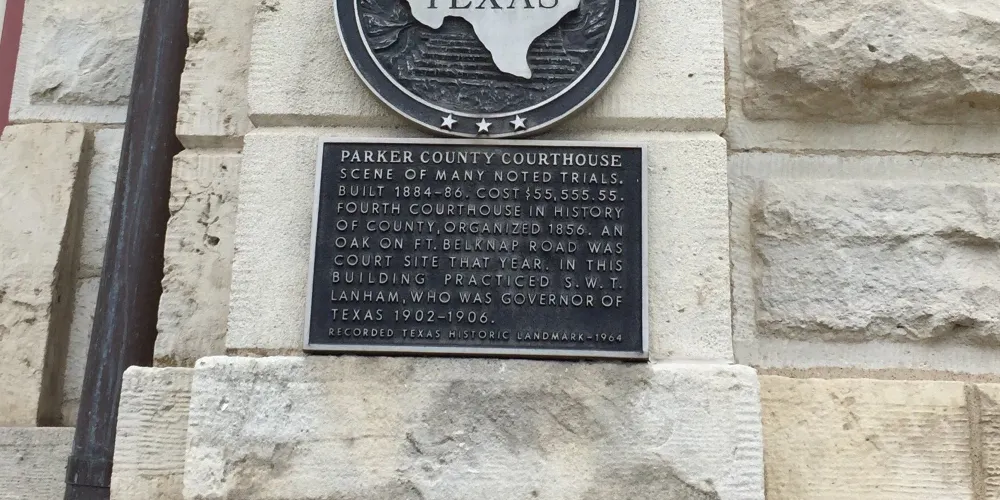 TEXAS
PARKER COUNTY COURTHOUSE
SCENE OF MANY NOTED TRIALS.
BUILT 1884-86. COST $55,555.55.
FOURTH COURTHOUSE IN HISTORY
OF COUNTY, ORGANIZED 1856. AN
OAK ON FT. BELKNAP ROAD WAS
COURT SITE THAT YEAR. IN THIS
BUILDING PRACTICED S.W.T.
LANHAM, WHO WAS GOVERNOR OF
TEXAS 1902-1906.
RECORDED TEXAS HISTORIC LANDMARK-1964